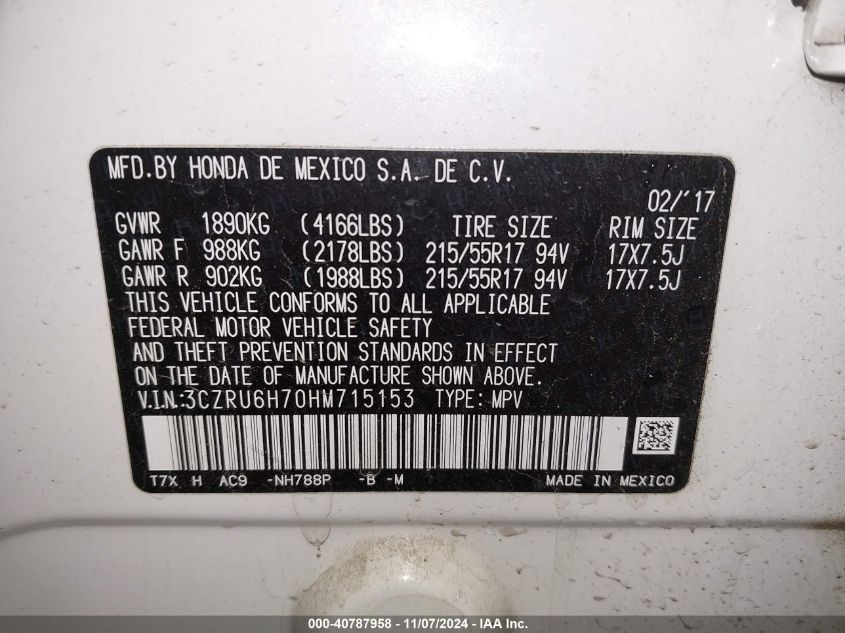 MFD.BY HONDA DE MEXICO S.A. DE C.V.
02/'17
GVWR 1890KG (4166LBS) TIRE SIZE RIM SIZE
GAWR F 988KG (2178LBS) 215/55R17 94V 17X7.5J
GAWR R 902KG (1988LBS) 215/55R17 94V 17X7.5J
THIS VEHICLE CONFORMS TO ALL APPLICABLE
FEDERAL MOTOR VEHICLE SAFETY
AND THEFT PREVENTION STANDARDS IN EFFECT
ON THE DATE OF MANUFACTURE SHOWN ABOVE.
V.I.N.:3CZRU6H70HM715153 TYPE: MPV
T7X H AC9 -NH788P -B -M MADE IN MEXICO
000-40787958 - 11/07/2024 - IAA Inc.